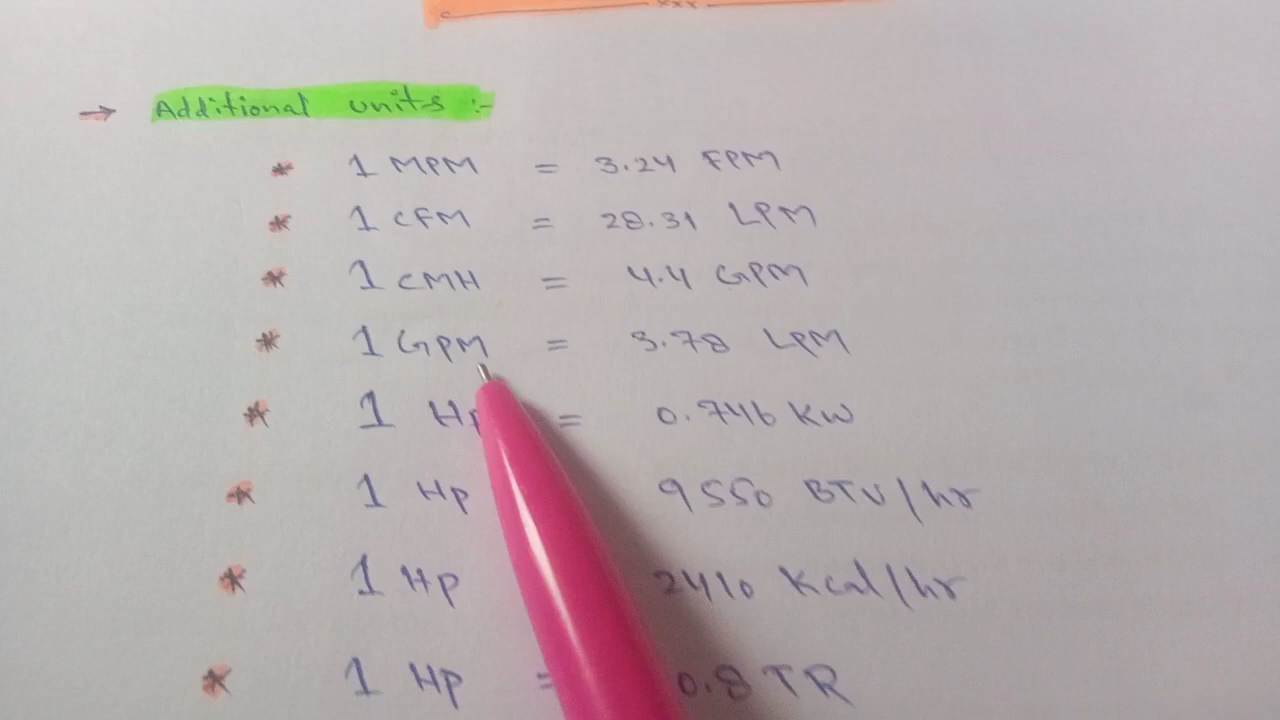 xxx
→ Additional units :-
* 1 MPM = 3.24 FPM
* 1 CFM = 28.31 LPM
* 1 CMH = 4.4 GPM
* 1 GPM = 3.78 LPM
* 1 Hp = 0.746 KW
* 1 Hp 9550 BTU/hr
* 1 Hp 2410 Kcal/hr
* 1 Hp = 0.8 TR